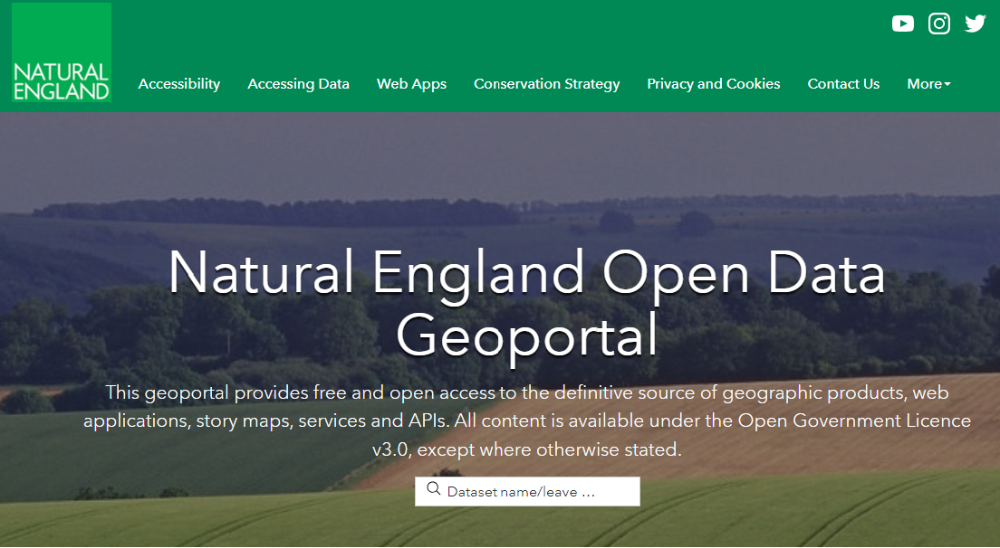 NATURAL
ENGLAND
Accessibility
Accessing Data
Web Apps
Conservation Strategy
Privacy and Cookies
Contact Us
More
Natural England Open Data
Geoportal
This geoportal provides free and open access to the definitive source of geographic products, web
applications, story maps, services and APIs. All content is available under the Open Government Licence
v3.0, except where otherwise stated.
Dataset name/leave ...